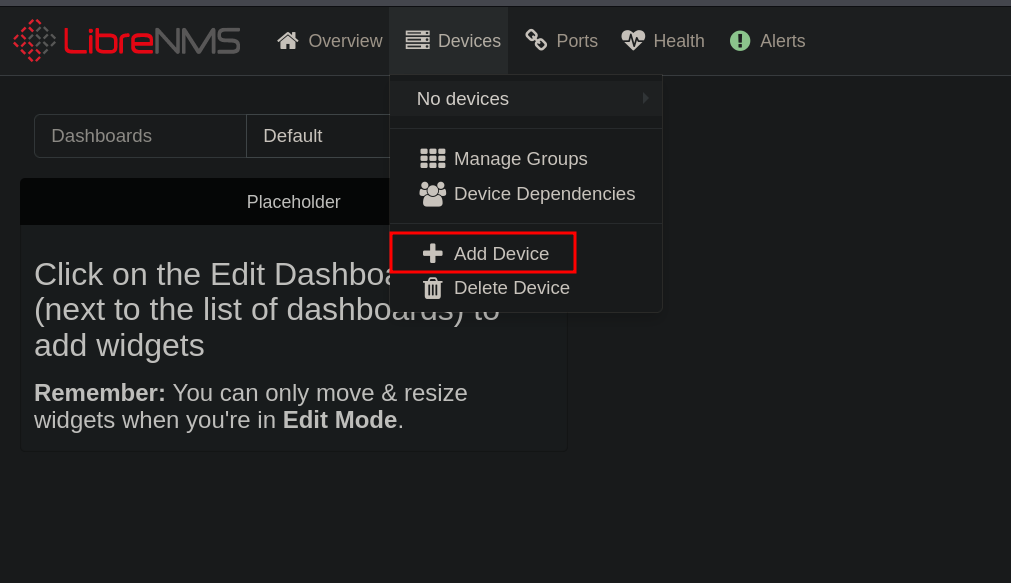 LibreNMS Overview Devices Ports Health Alerts
No devices
Dashboards Default
Manage Groups
Device Dependencies
Placeholder
Add Device
Delete Device
Click on the Edit Dashboa
(next to the list of dashboards) to
add widgets
Remember: You can only move & resize
widgets when you're in Edit Mode.